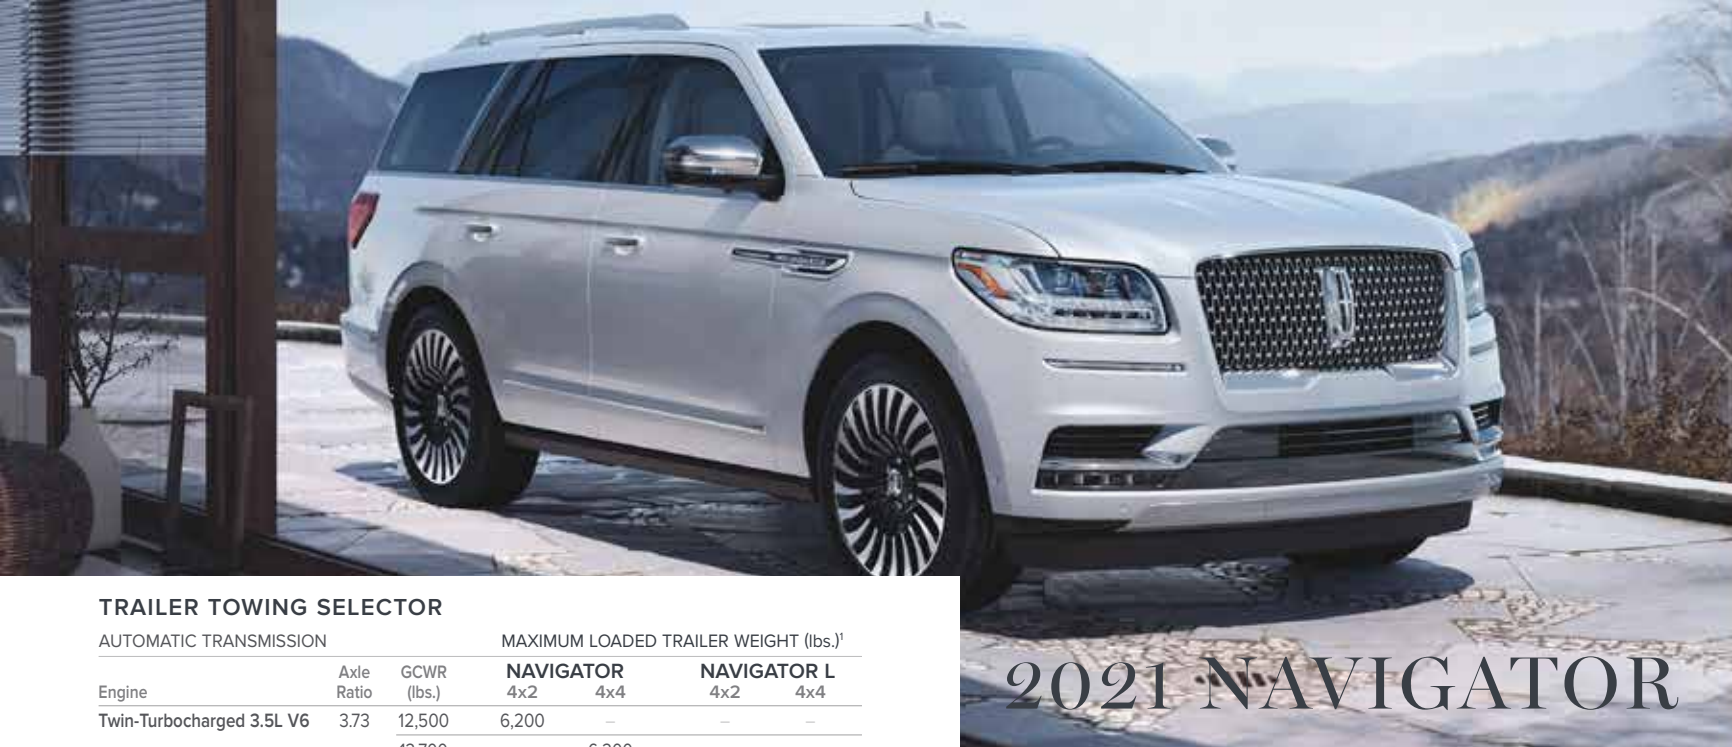 TRAILER TOWING SELECTOR
AUTOMATIC TRANSMISSION MAXIMUM LOADED TRAILER WEIGHT (lbs.)¹
Axle GCWR NAVIGATOR NAVIGATOR L
Engine Ratio (lbs.) 4x2 4x4 4x2 4x4
Twin-Turbocharged 3.5L V6 3.73 12,500 6,200 – – –
2021 NAVIGATOR